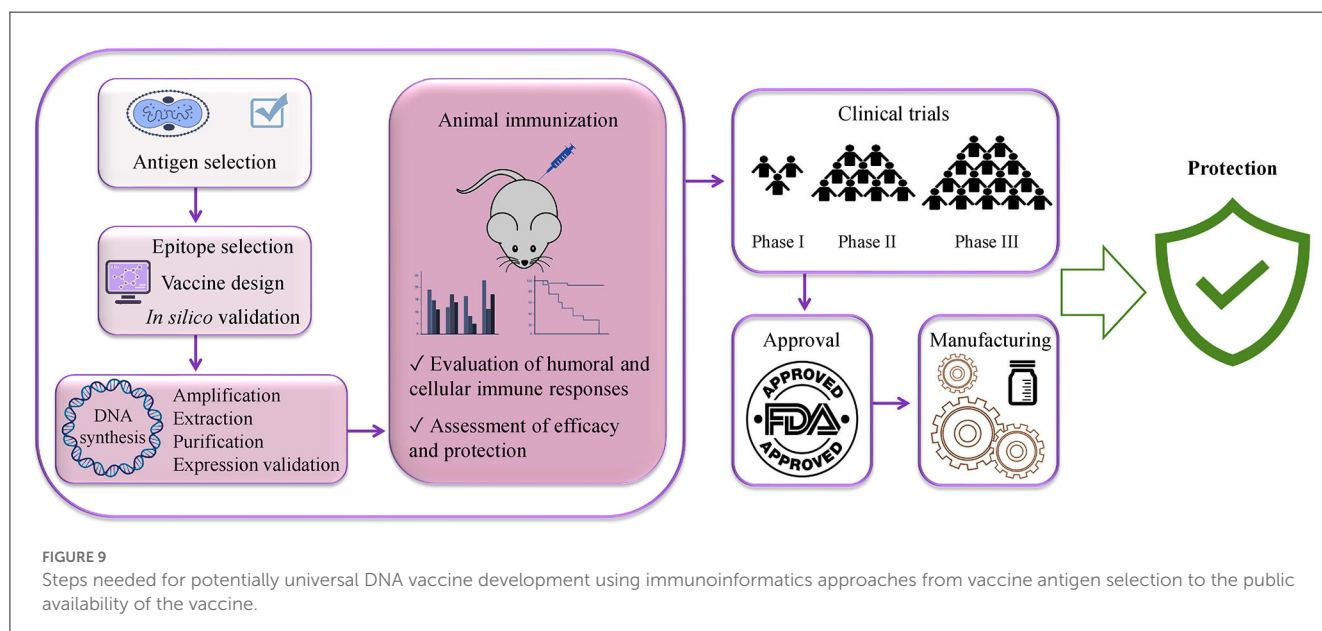 Antigen selection
Epitope selection
Vaccine design
In silico validation
DNA
synthesis
Amplification
Extraction
Purification
Expression validation
Animal immunization
✓ Evaluation of humoral and
cellular immune responses
✓ Assessment of efficacy
and protection
Clinical trials
Phase I
Phase II
Phase III
Approval
APPROVED
FDA
APPROVED
Manufacturing
Protection
FIGURE 9
Steps needed for potentially universal DNA vaccine development using immunoinformatics approaches from vaccine antigen selection to the public
availability of the vaccine.